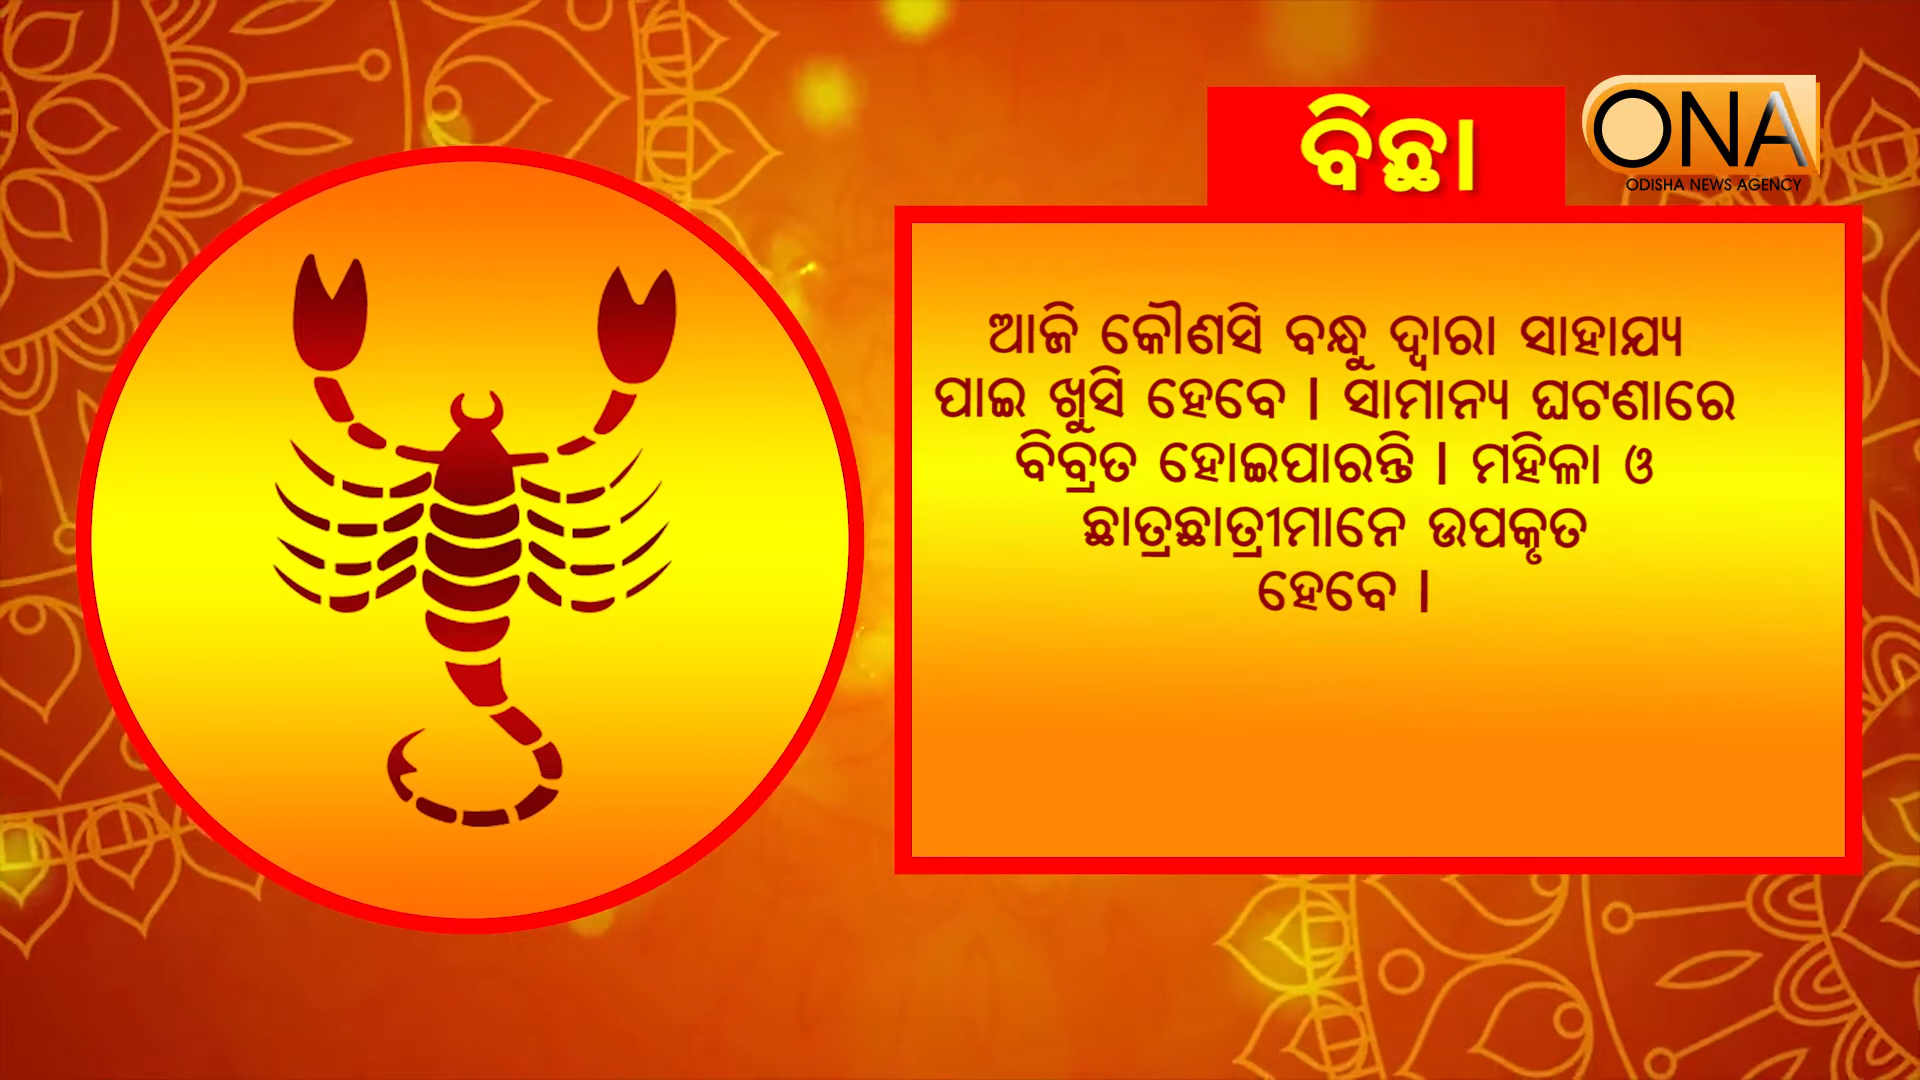 ବିଛା
ONA
ODISHA NEWS AGENCY
ଆଜି କୌଣସି ବନ୍ଧୁ ଦ୍ୱାରା ସାହାଯ୍ୟ
ପାଇ ଖୁସି ହେବେ ।  ସାମାନ୍ୟ ଘଟଣାରେ
ବିବ୍ରତ ହୋଇପାରନ୍ତି । ମହିଳା ଓ
ଛାତ୍ରଛାତ୍ରୀମାନେ ଉପକୃତ
ହେବେ ।